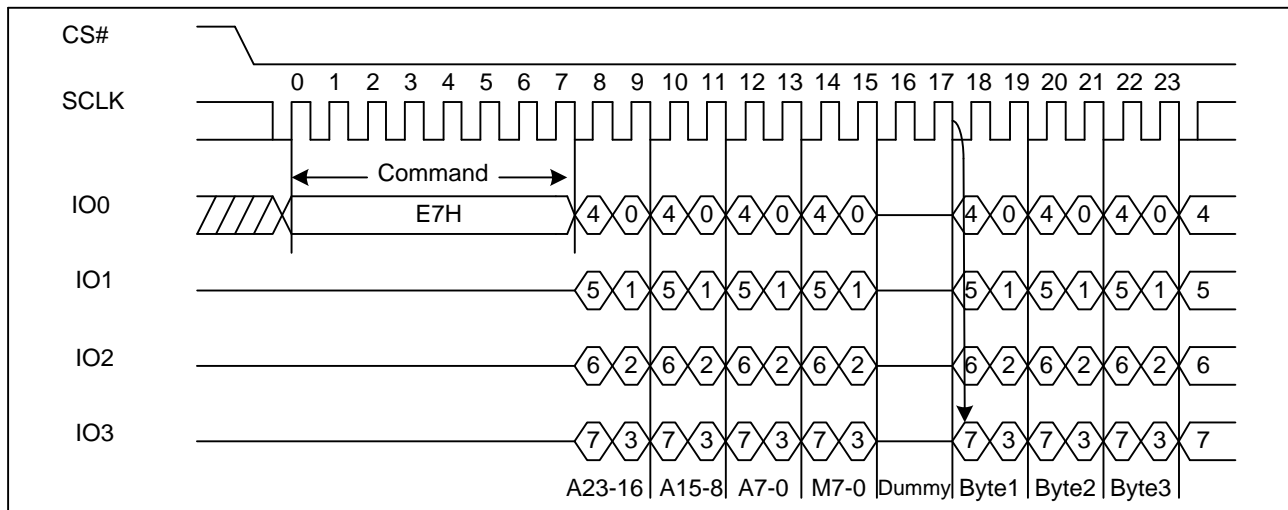 CS#
0 1 2 3 4 5 6 7 8 9 10 11 12 13 14 15 16 17 18 19 20 21 22 23
SCLK
Command
IO0 E7H 4 0 4 0 4 0 4 0 4 0 4 0 4 0 4
IO1 5 1 5 1 5 1 5 1 5 1 5 1 5 1 5
IO2 6 2 6 2 6 2 6 2 6 2 6 2 6 2 6
IO3 7 3 7 3 7 3 7 3 7 3 7 3 7 3 7
A23-16 A15-8 A7-0 M7-0 Dummy Byte1 Byte2 Byte3